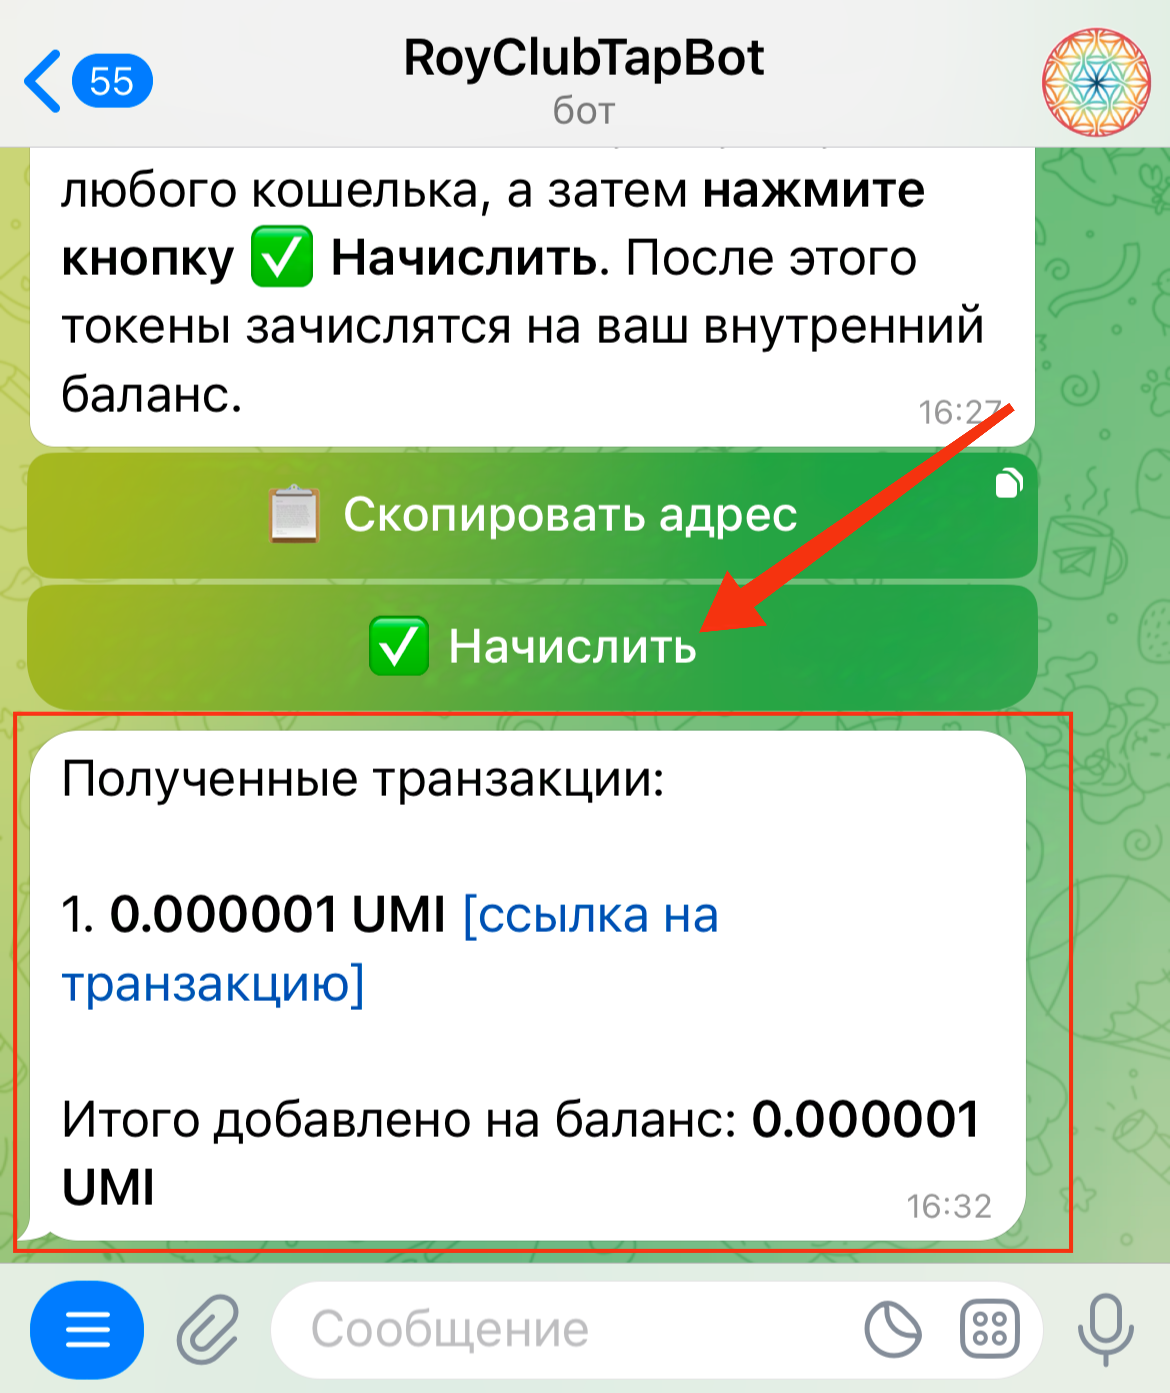 RoyClubTapBot
55
бот
любого кошелька, а затем нажмите
кнопку ✅ Начислить. После этого
токены зачислятся на ваш внутренний
баланс.
16:27
Скопировать адрес
Начислить
Полученные транзакции:
1. 0.000001 UMI [ссылка на
транзакцию]
Итого добавлено на баланс: 0.000001
UMI
16:32
Сообщение